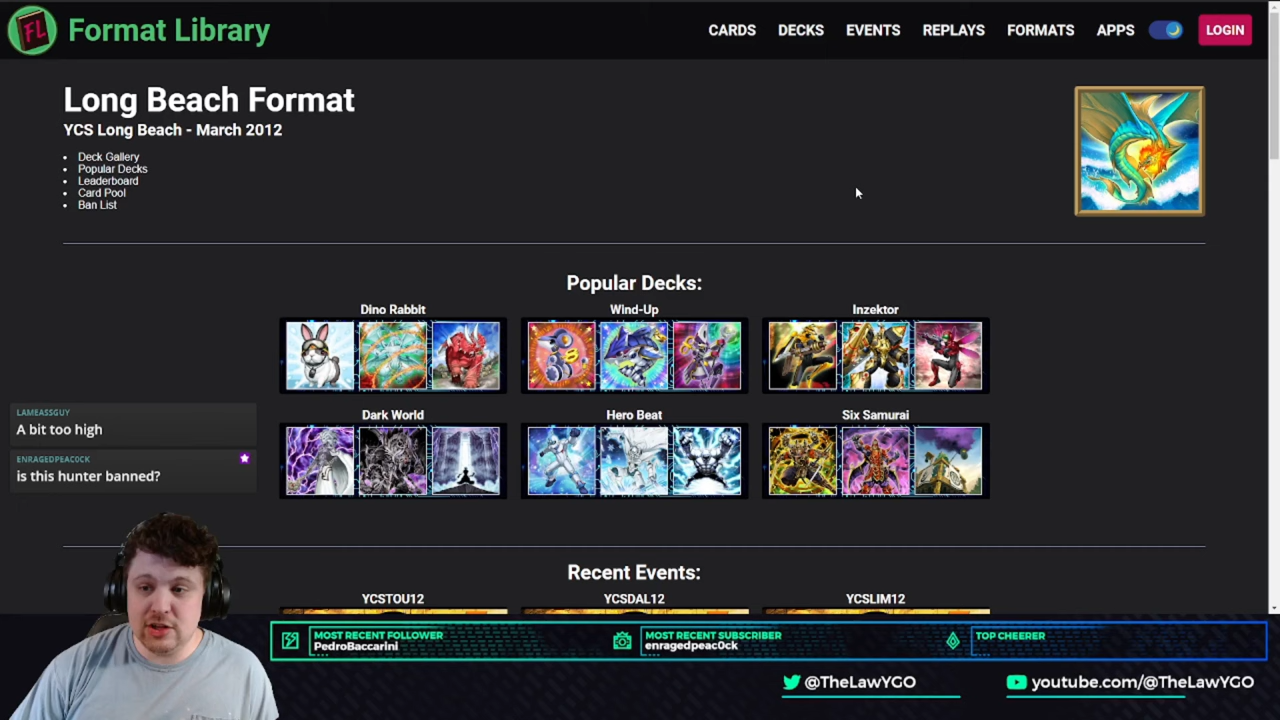 FL Format Library
CARDS DECKS EVENTS REPLAYS FORMATS APPS LOGIN
Long Beach Format
YCS Long Beach - March 2012
• Deck Gallery
• Popular Decks
• Leaderboard
• Card Pool
• Ban List
Popular Decks:
Dino Rabbit Wind-Up Inzektor
Dark World Hero Beat Six Samurai
LAMEASSGUY
A bit too high
ENRAGEDPEAC0CK
is this hunter banned?
Recent Events:
YCSTOU12 YCSDAL12 YCSLIM12
MOST RECENT FOLLOWER
PedroBaccarini
MOST RECENT SUBSCRIBER
enragedpeac0ck
TOP CHEERER
@TheLawYGO
youtube.com/@TheLawYGO